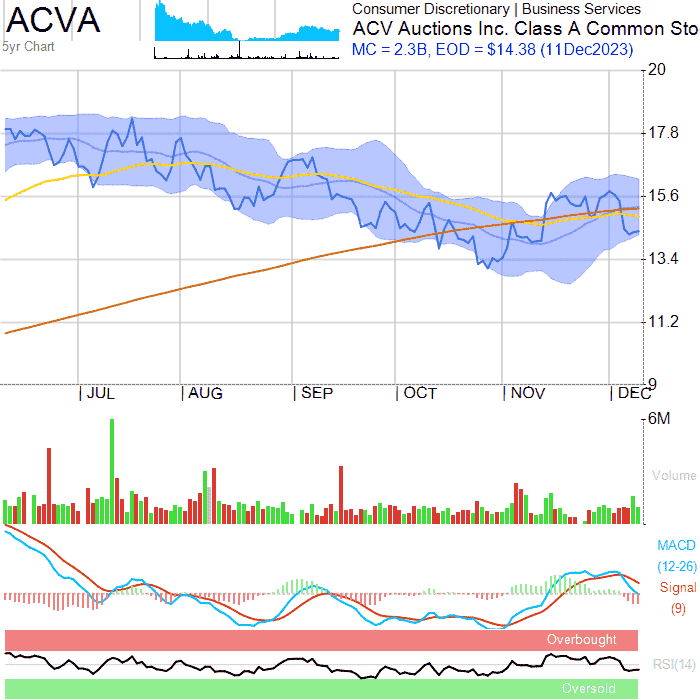 ACVA
5yr Chart
Consumer Discretionary | Business Services
ACV Auctions Inc. Class A Common Sto
MC = 2.3B, EOD = $14.38 (11Dec2023)
20
17.8
15.6
13.4
11.2
9
| JUL | AUG | SEP | OCT | NOV | DEC
6M
Volume
MACD
(12-26)
Signal
(9)
Overbought
RSI(14)
Oversold